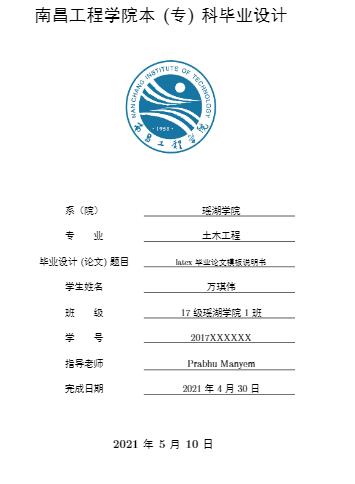 南昌工程学院本 (专) 科毕业设计
NANCHANG INSTITUTE OF TECHNOLOGY
· 1958 ·
南昌工程学院
系（院） 瑶湖学院
专 业 土木工程
毕业设计 (论文) 题目 latex 毕业论文模板说明书
学生姓名 万琪伟
班 级 17 级瑶湖学院 1 班
学 号 2017XXXXXX
指导老师 Prabhu Manyem
完成日期 2021 年 4 月 30 日
2021 年 5 月 10 日